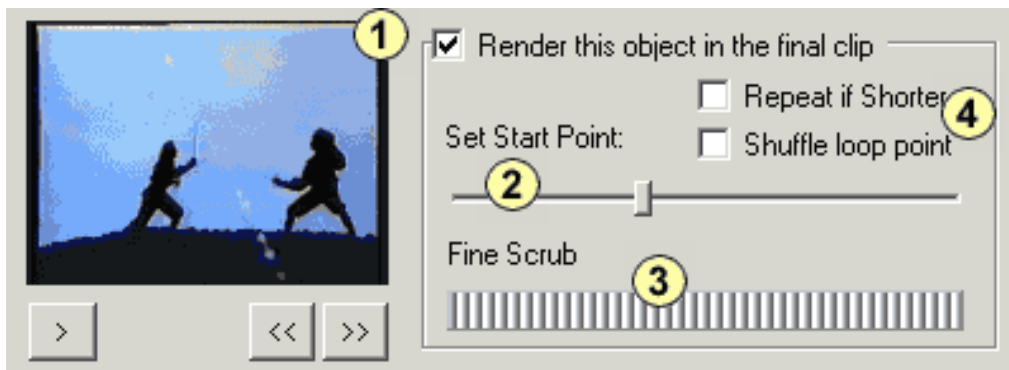 1
Render this object in the final clip
Repeat if Shorter
4
Set Start Point:
Shuffle loop point
2
Fine Scrub
3
>
<<
>>